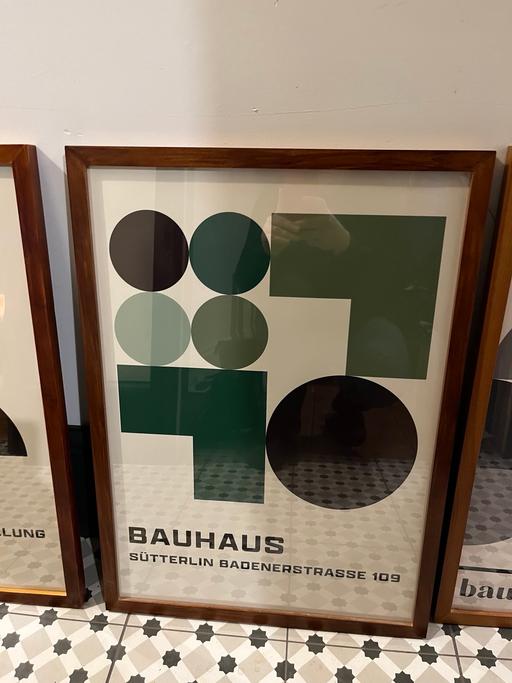 LUNG
BAUHAUS
SÜTTERLIN BADENERSTRASSE 109
bau